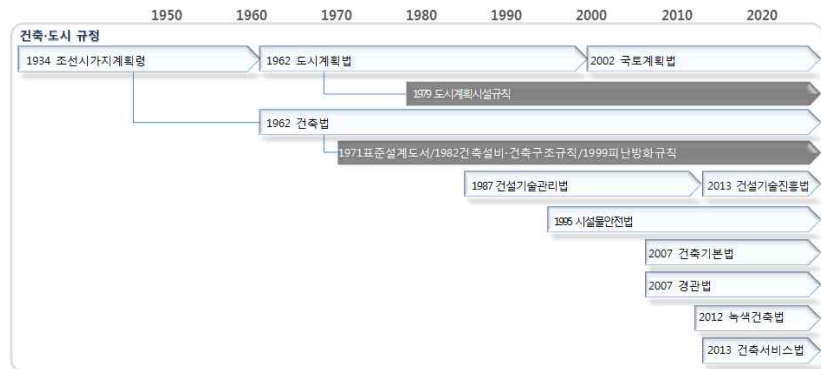 1950 1960 1970 1980 1990 2000 2010 2020
건축·도시 규정
1934 조선시가지계획령 1962 도시계획법 2002 국토계획법
1979 도시계획시설규칙
1962 건축법
1971표준설계도서/1982건축설비·건축구조규칙/1999피난방화규칙
1987 건설기술관리법 2013 건설기술진흥법
1995 시설물안전법
2007 건축기본법
2007 경관법
2012 녹색건축법
2013 건축서비스법